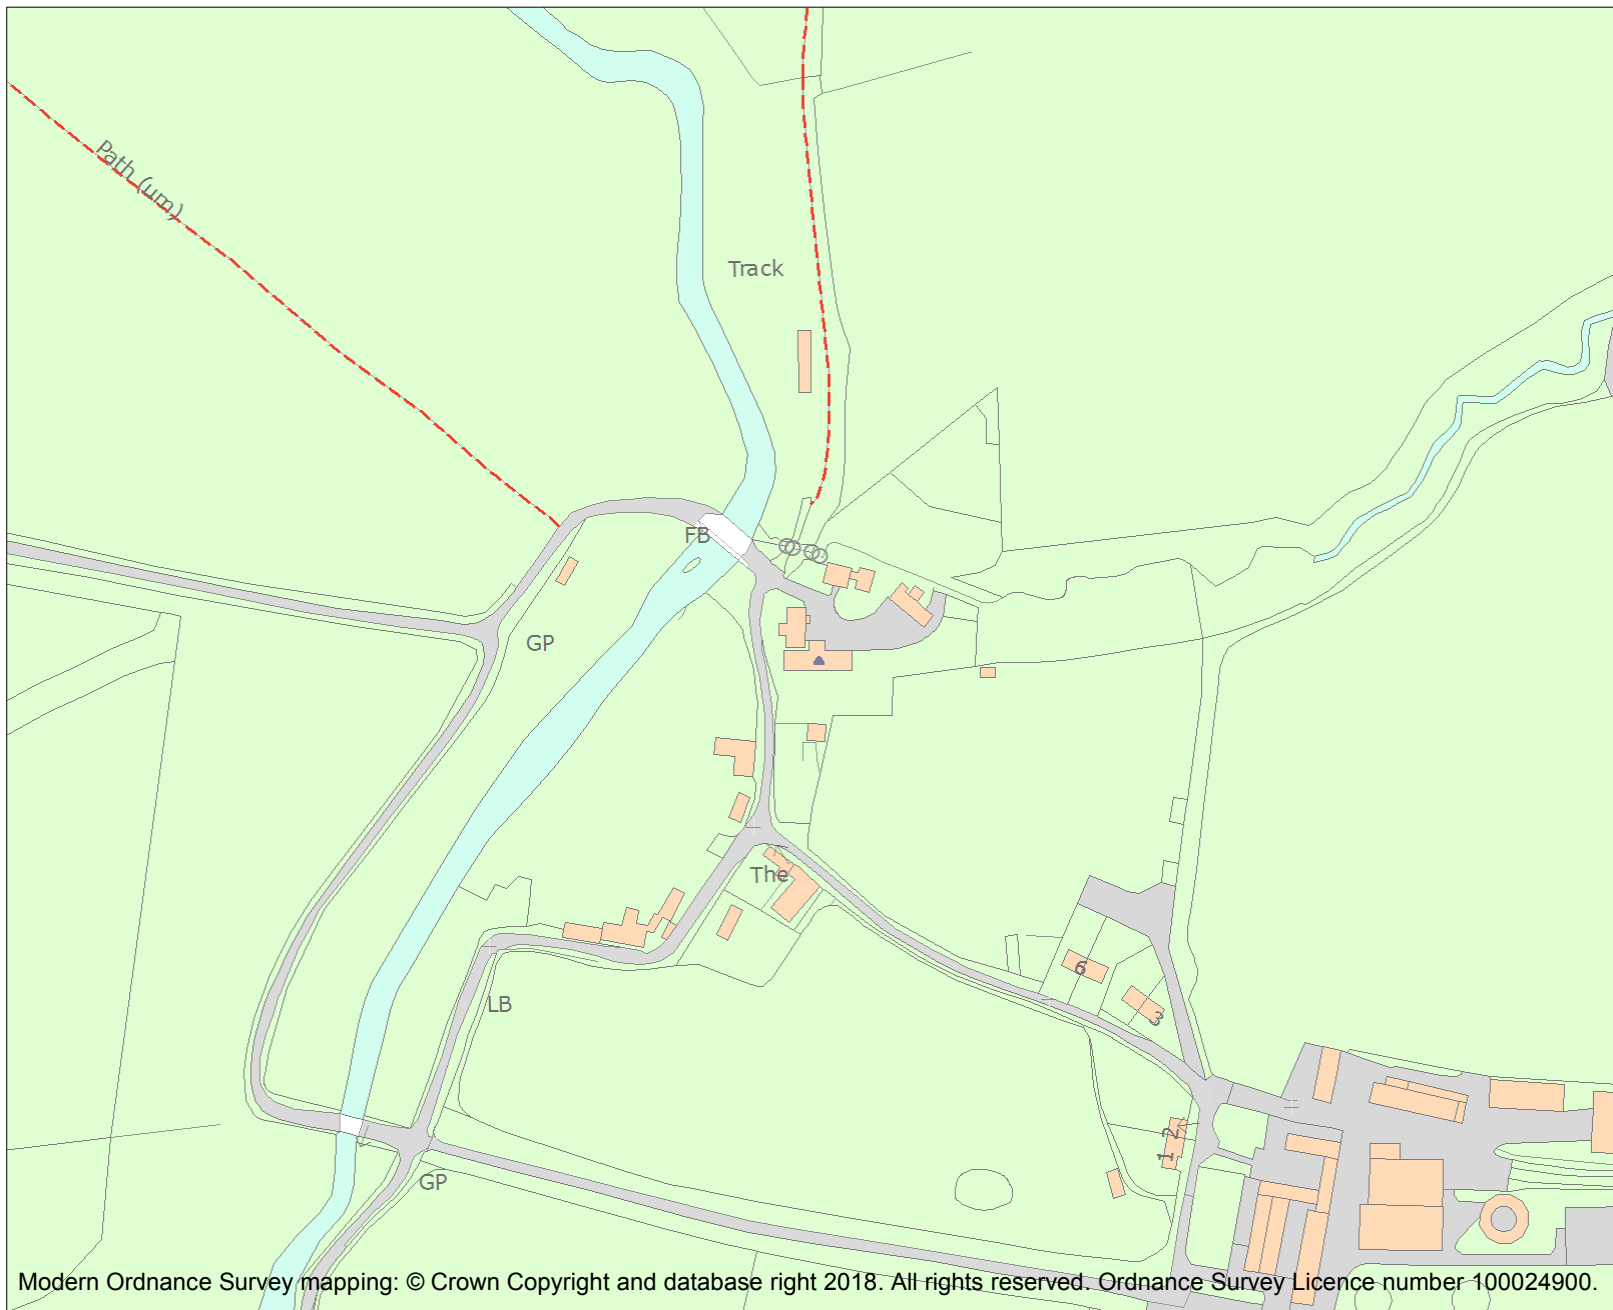 Path (um)
Track
FB
GP
The
6
3
LB
2
1
GP
Modern Ordnance Survey mapping: © Crown Copyright and database right 2018. All rights reserved. Ordnance Survey Licence number 100024900.